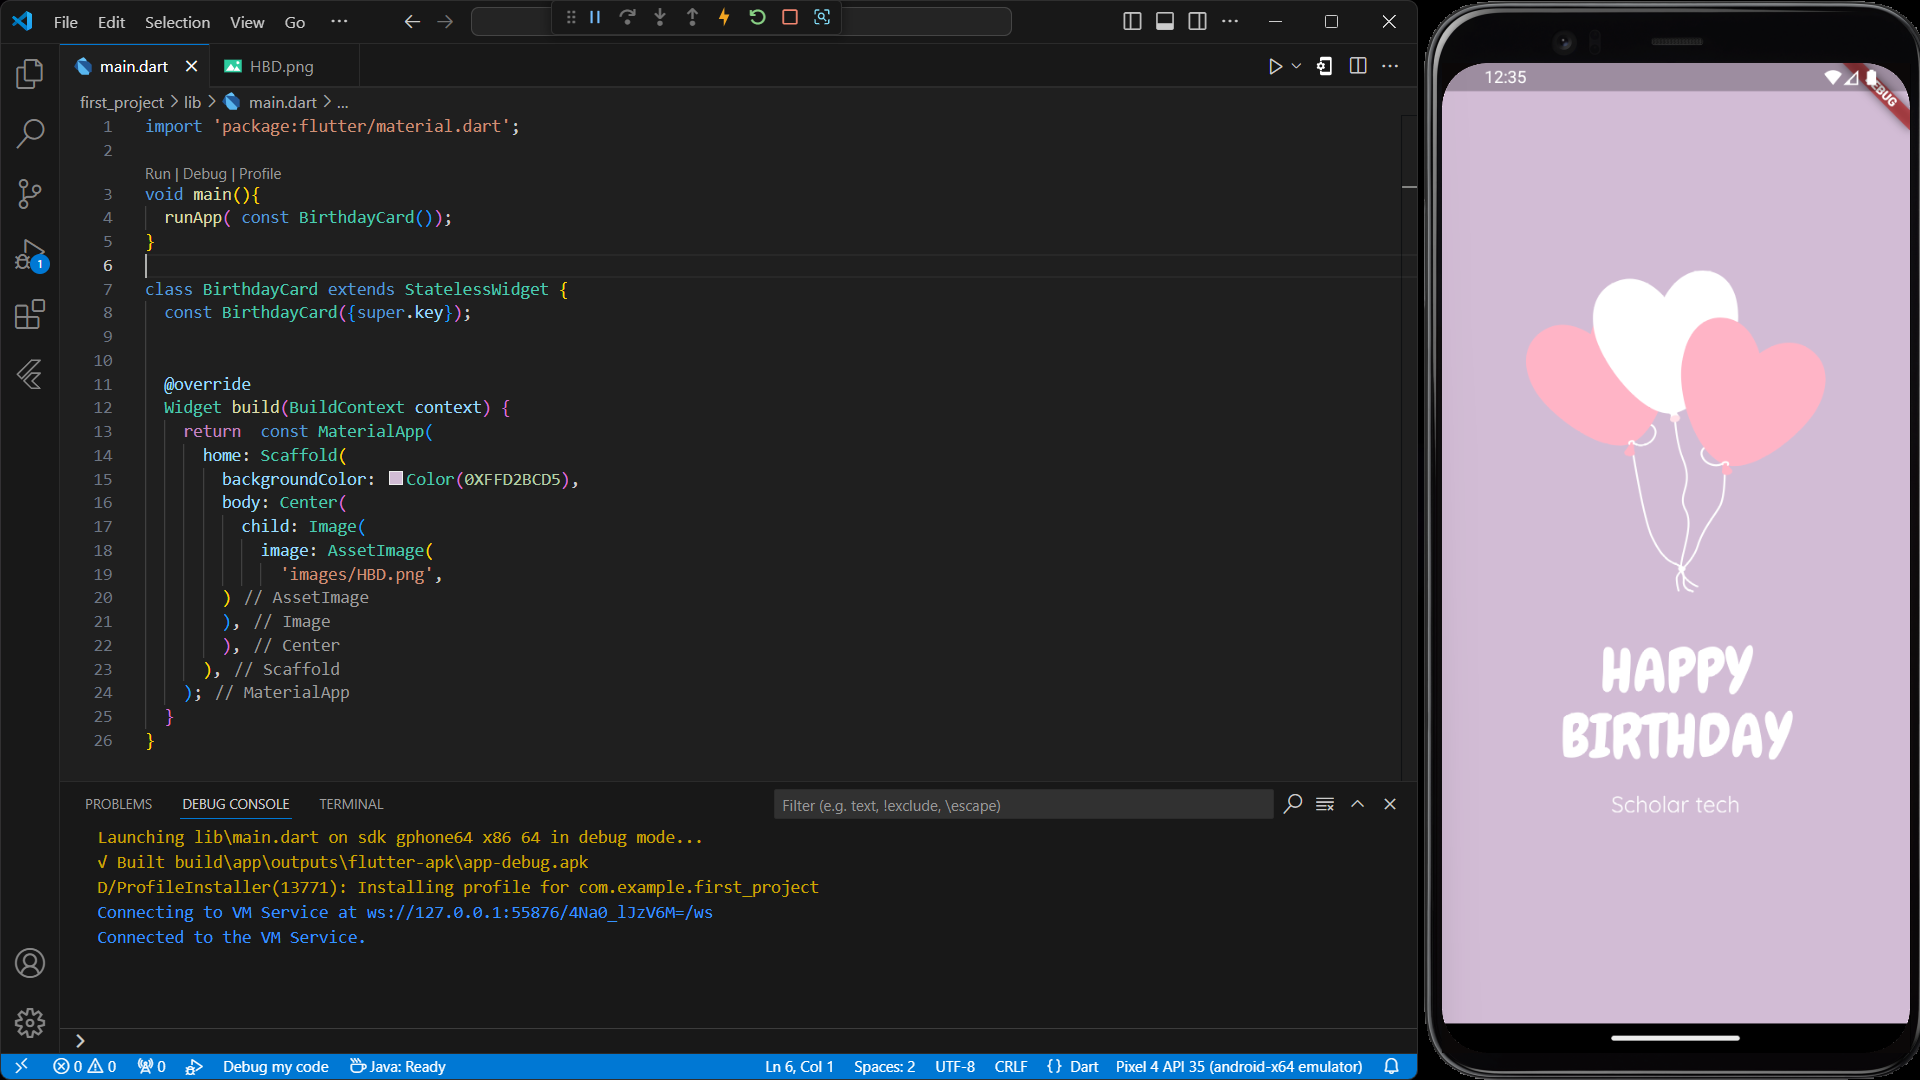 File Edit Selection View Go ...
main.dart HBD.png
first_project > lib > main.dart > ...
1 import 'package:flutter/material.dart';
2
Run | Debug | Profile
3 void main(){
4 runApp( const BirthdayCard());
5 }
6
7 class BirthdayCard extends StatelessWidget {
8 const BirthdayCard({super.key});
9
10
11 @override
12 Widget build(BuildContext context) {
13 return  const MaterialApp(
14 home: Scaffold(
15 backgroundColor: Color(0XFFD2BCD5),
16 body: Center(
17 child: Image(
18 image: AssetImage(
19 'images/HBD.png',
20 ) // AssetImage
21 ), // Image
22 ), // Center
23 ), // Scaffold
24 ); // MaterialApp
25 }
26 }
PROBLEMS DEBUG CONSOLE TERMINAL
Filter (e.g. text, !exclude, \escape)
Launching lib\main.dart on sdk gphone64 x86 64 in debug mode...
√ Built build\app\outputs\flutter-apk\app-debug.apk
D/ProfileInstaller(13771): Installing profile for com.example.first_project
Connecting to VM Service at ws://127.0.0.1:55876/4Na0_lJzV6M=/ws
Connected to the VM Service.
1
0 0 0 Debug my code Java: Ready Ln 6, Col 1 Spaces: 2 UTF-8 CRLF {} Dart Pixel 4 API 35 (android-x64 emulator)
12:35
HAPPY
BIRTHDAY
Scholar tech